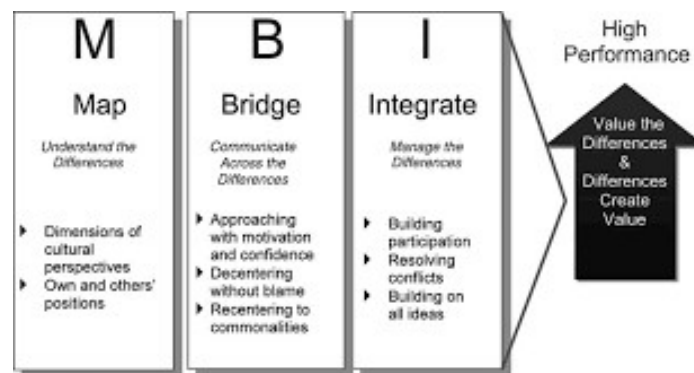 M
Map
Understand the
Differences
Dimensions of
cultural
perspectives
Own and others'
positions
B
Bridge
Communicate
Across the
Differences
Approaching
with motivation
and confidence
Decentering
without blame
Recentering to
commonalities
I
Integrate
Manage the
Differences
Building
participation
Resolving
conflicts
Building on
all ideas
High
Performance
Value the
Differences
&
Differences
Create
Value